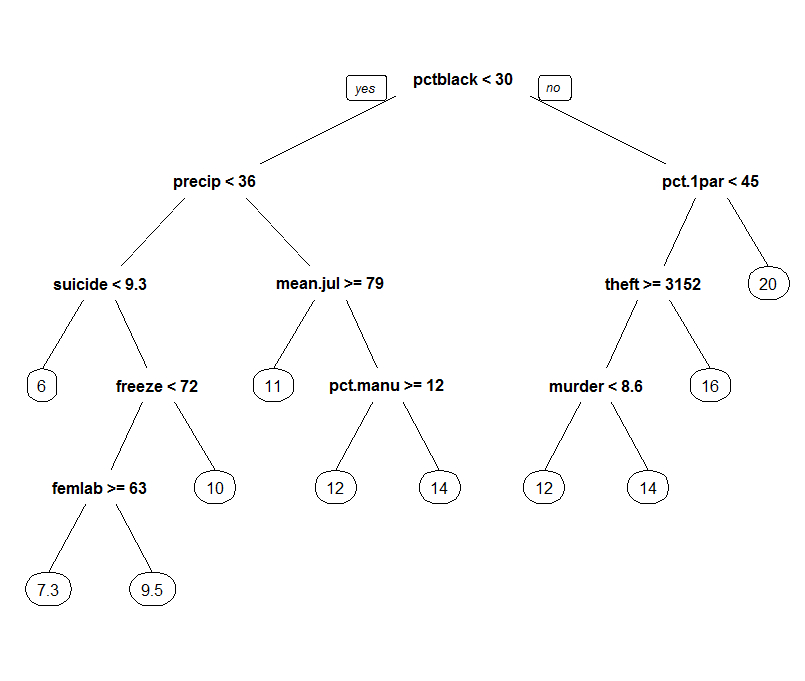 pctblack < 30
yes
no
precip < 36
pct.1par < 45
suicide < 9.3
mean.jul >= 79
theft >= 3152
20
6
freeze < 72
11
pct.manu >= 12
murder < 8.6
16
femlab >= 63
10
12
14
12
14
7.3
9.5